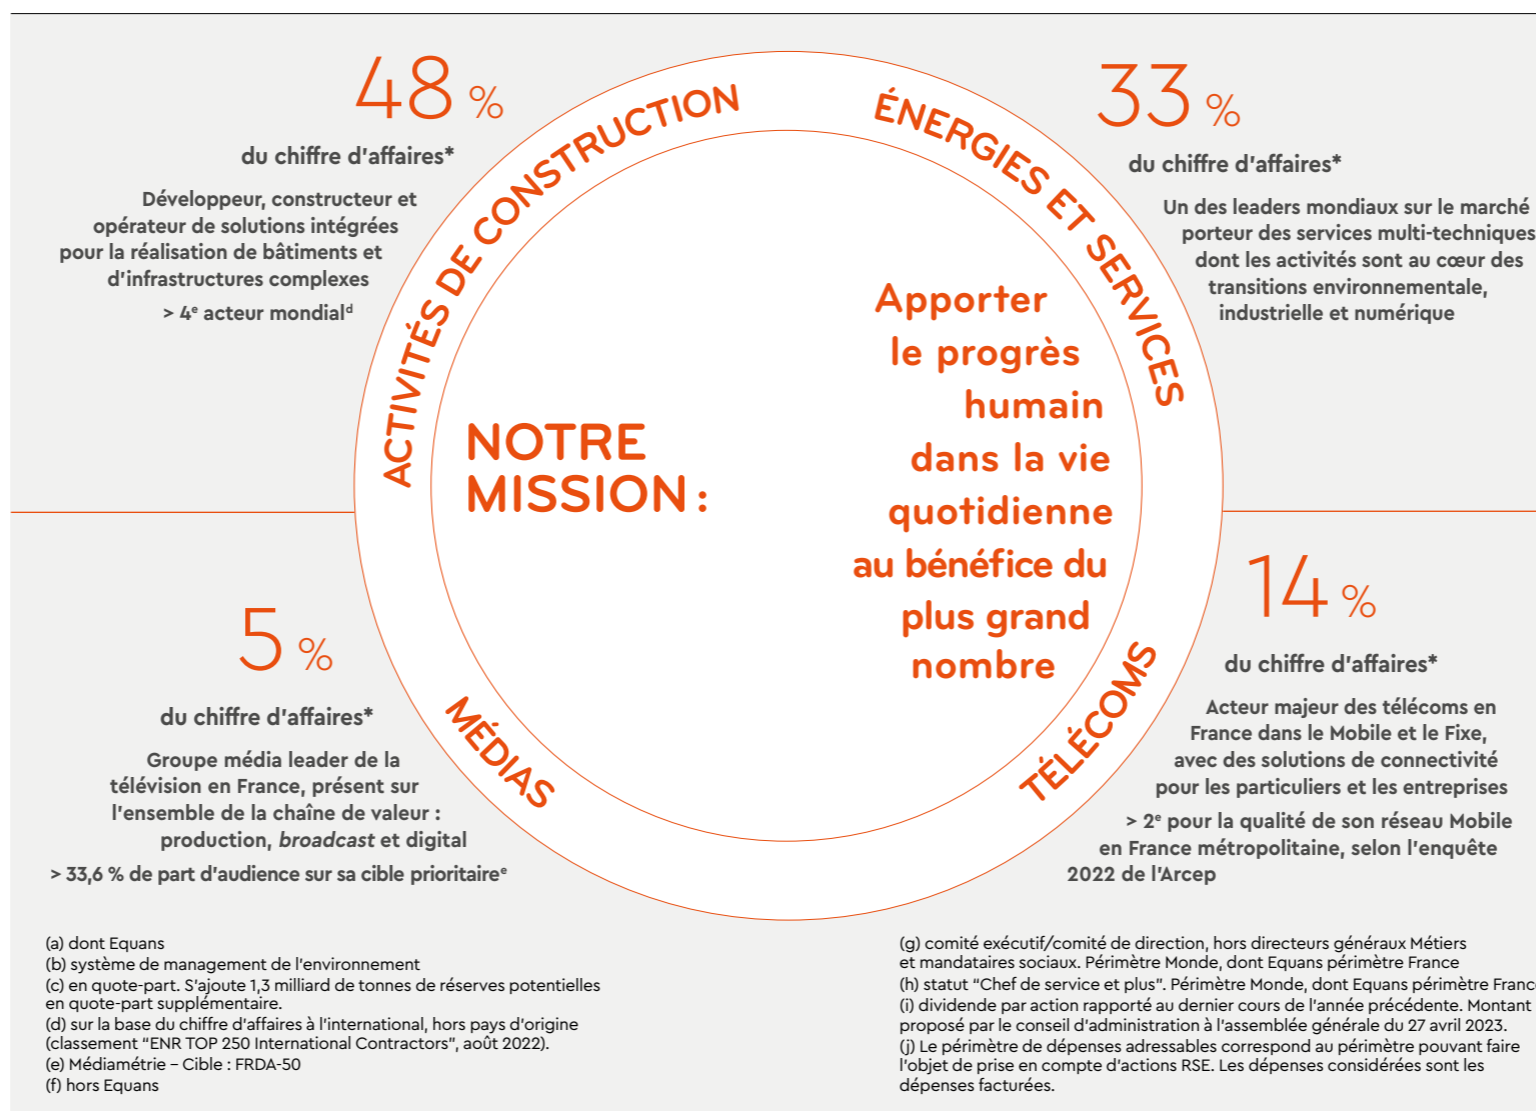 48 %
du chiffre d'affaires*
Développeur, constructeur et
opérateur de solutions intégrées
pour la réalisation de bâtiments et
d'infrastructures complexes
> 4e acteur mondiald
ACTIVITÉS DE CONSTRUCTION
ÉNERGIES ET SERVICES
33 %
du chiffre d'affaires*
Un des leaders mondiaux sur le marché
porteur des services multi-techniques
dont les activités sont au cœur des
transitions environnementale,
industrielle et numérique
NOTRE
MISSION :
Apporter
le progrès
humain
dans la vie
quotidienne
au bénéfice du
plus grand
nombre
5 %
du chiffre d'affaires*
Groupe média leader de la
télévision en France, présent sur
l'ensemble de la chaîne de valeur :
production, broadcast et digital
> 33,6 % de part d'audience sur sa cible prioritairee
MÉDIAS
TÉLÉCOMS
14 %
du chiffre d'affaires*
Acteur majeur des télécoms en
France dans le Mobile et le Fixe,
avec des solutions de connectivité
pour les particuliers et les entreprises
> 2e pour la qualité de son réseau Mobile
en France métropolitaine, selon l'enquête
2022 de l'Arcep
(a) dont Equans
(b) système de management de l'environnement
(c) en quote-part. S'ajoute 1,3 milliard de tonnes de réserves potentielles
en quote-part supplémentaire.
(d) sur la base du chiffre d'affaires à l'international, hors pays d'origine
(classement “ENR TOP 250 International Contractors”, août 2022).
(e) Médiamétrie – Cible : FRDA-50
(f) hors Equans
(g) comité exécutif/comité de direction, hors directeurs généraux Métiers
et mandataires sociaux. Périmètre Monde, dont Equans périmètre France
(h) statut “Chef de service et plus”. Périmètre Monde, dont Equans périmètre Franc
(i) dividende par action rapporté au dernier cours de l'année précédente. Montant
proposé par le conseil d'administration à l'assemblée générale du 27 avril 2023.
(j) Le périmètre de dépenses adressables correspond au périmètre pouvant faire
l'objet de prise en compte d'actions RSE. Les dépenses considérées sont les
dépenses facturées.